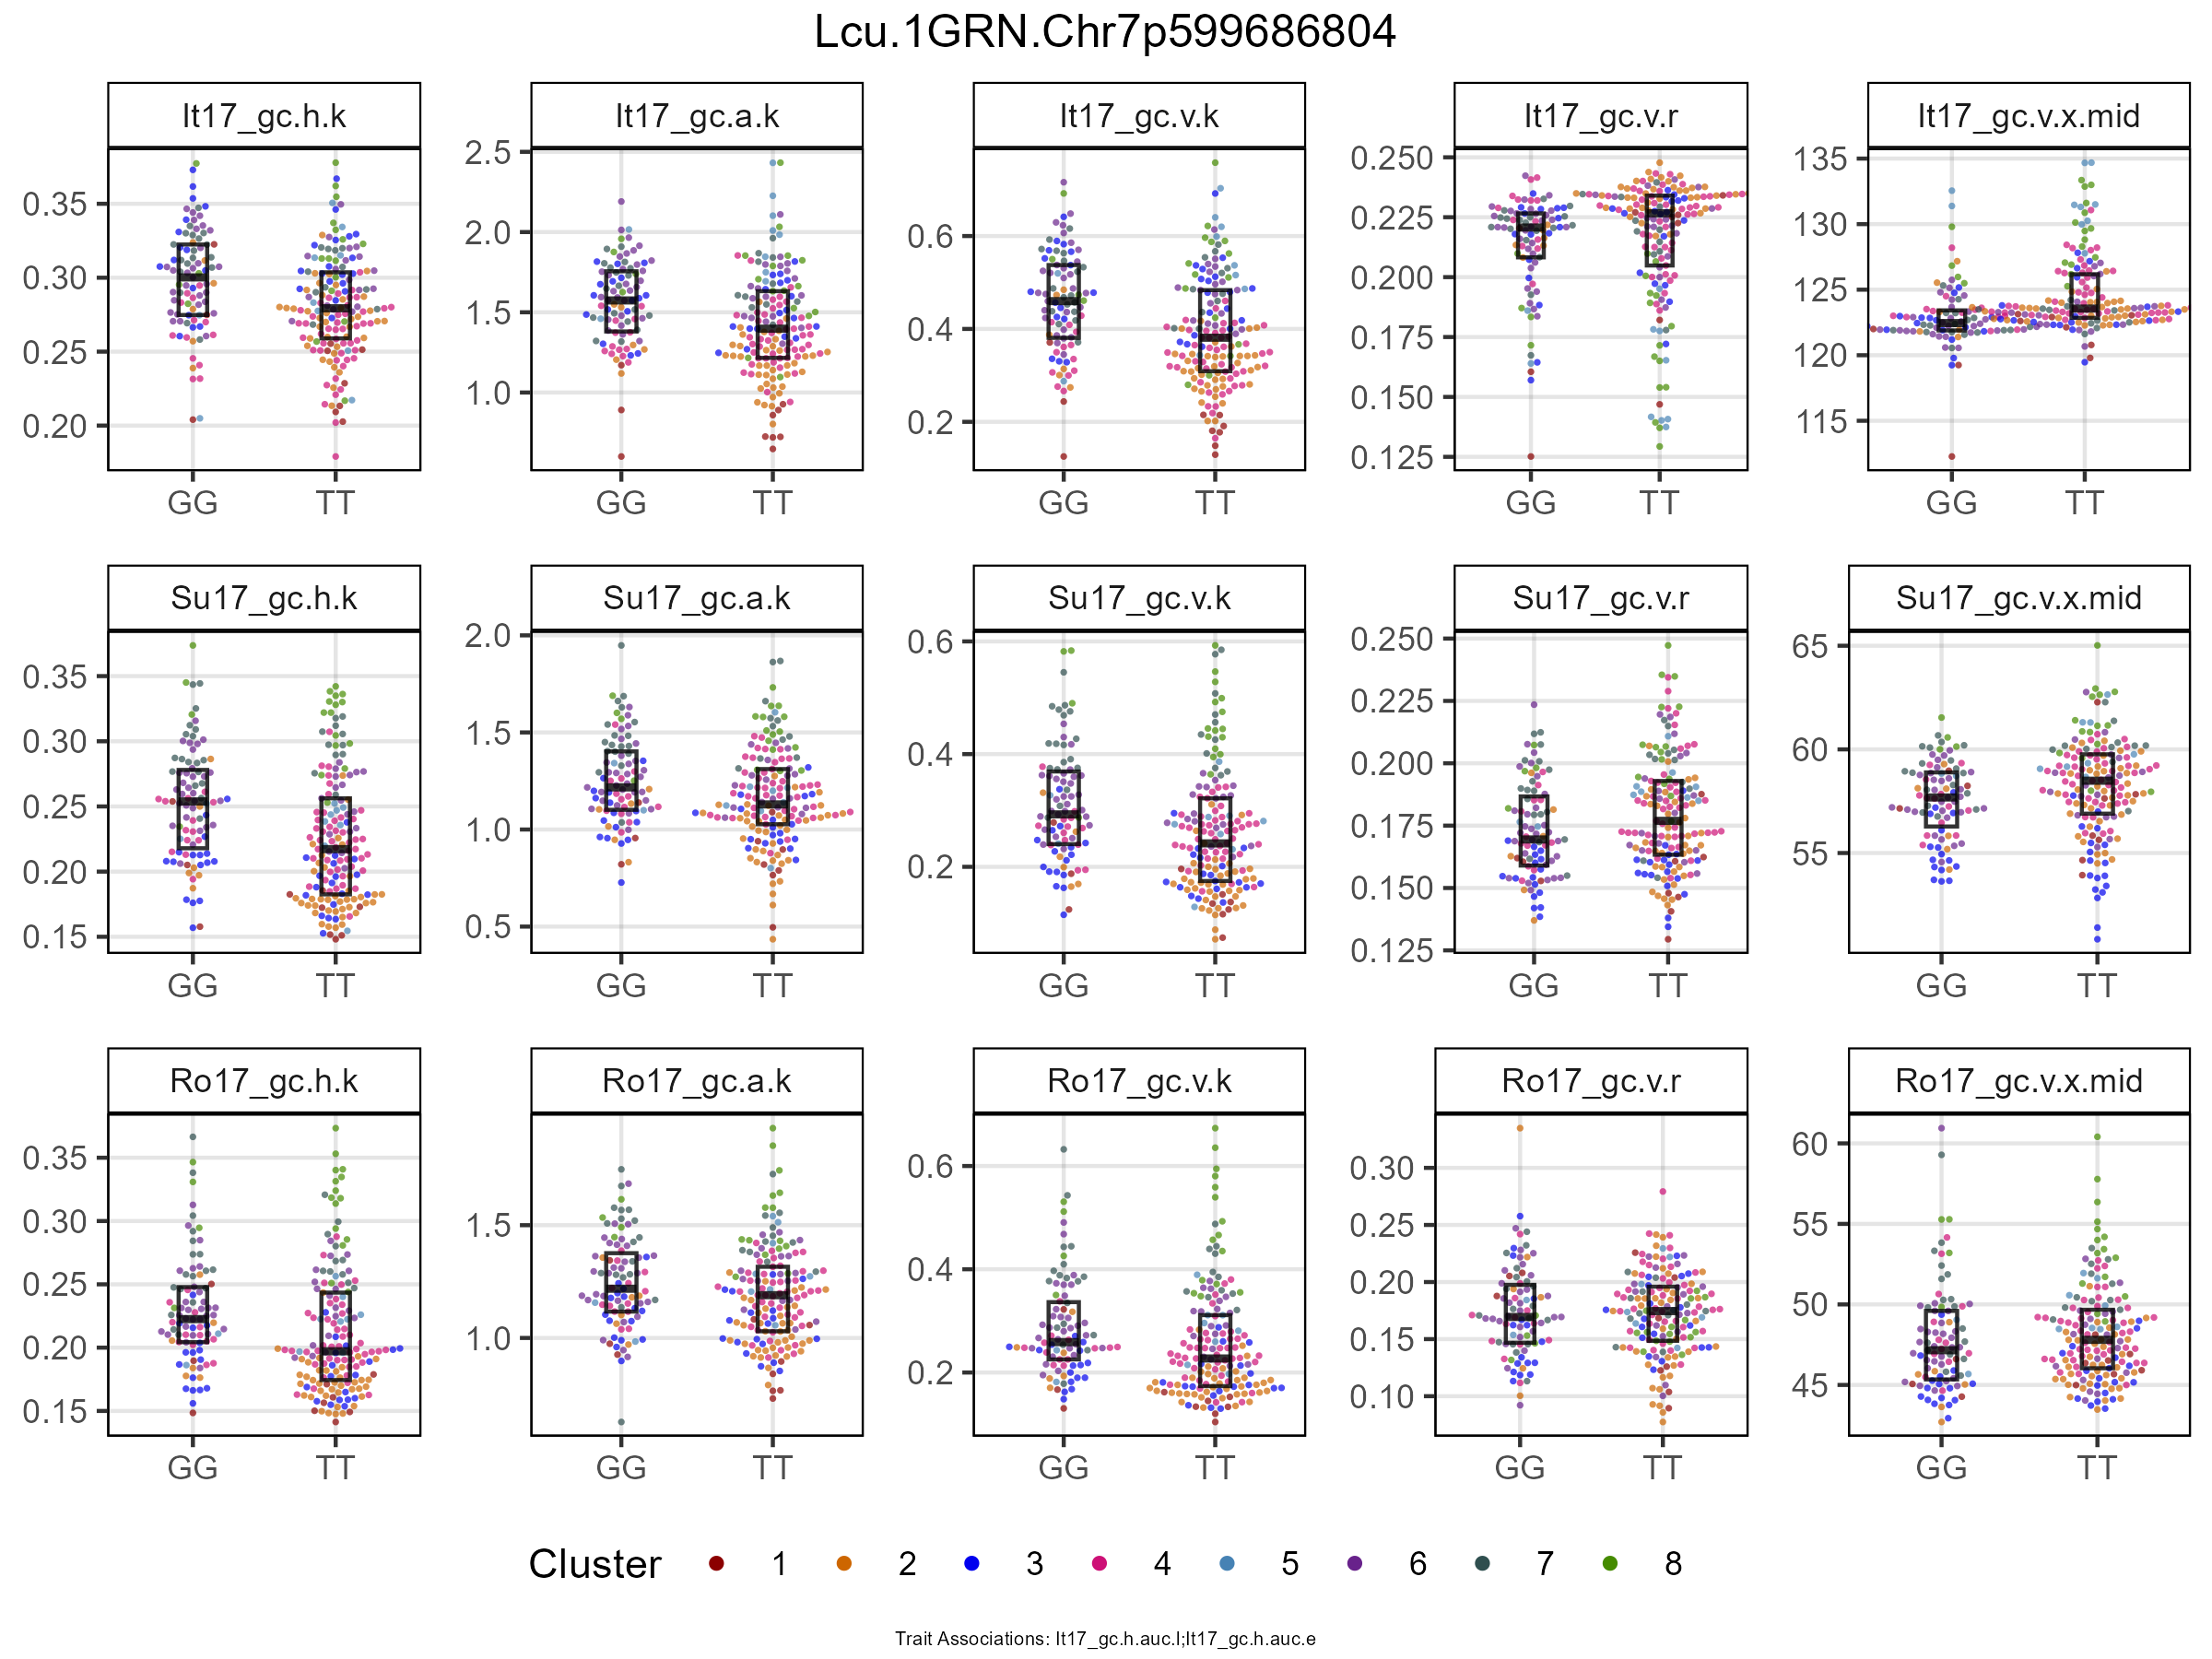 Lcu.1GRN.Chr7p599686804
It17_gc.h.k It17_gc.a.k It17_gc.v.k It17_gc.v.r It17_gc.v.x.mid
0.35 0.30 0.25 0.20
2.5 2.0 1.5 1.0
0.6 0.4 0.2
0.250 0.225 0.200 0.175 0.150 0.125
135 130 125 120 115
GG TT GG TT GG TT GG TT GG TT
Su17_gc.h.k Su17_gc.a.k Su17_gc.v.k Su17_gc.v.r Su17_gc.v.x.mid
0.35 0.30 0.25 0.20 0.15
2.0 1.5 1.0 0.5
0.6 0.4 0.2
0.250 0.225 0.200 0.175 0.150 0.125
65 60 55
GG TT GG TT GG TT GG TT GG TT
Ro17_gc.h.k Ro17_gc.a.k Ro17_gc.v.k Ro17_gc.v.r Ro17_gc.v.x.mid
0.35 0.30 0.25 0.20 0.15
1.5 1.0
0.6 0.4 0.2
0.30 0.25 0.20 0.15 0.10
60 55 50 45
GG TT GG TT GG TT GG TT GG TT
Cluster 1 2 3 4 5 6 7 8
Trait Associations: It17_gc.h.auc.l;It17_gc.h.auc.e